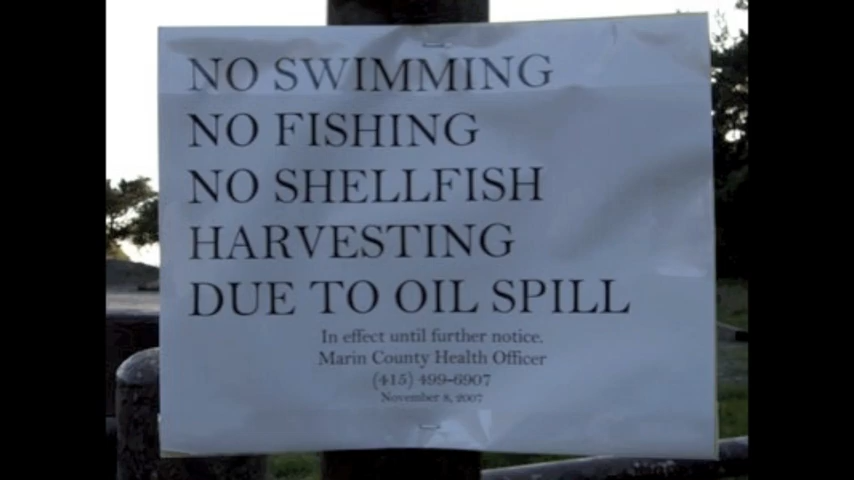 NO SWIMMING
NO FISHING
NO SHELLFISH
HARVESTING
DUE TO OIL SPILL
In effect until further notice.
Marin County Health Officer
(415) 499-6907
November 8, 2007